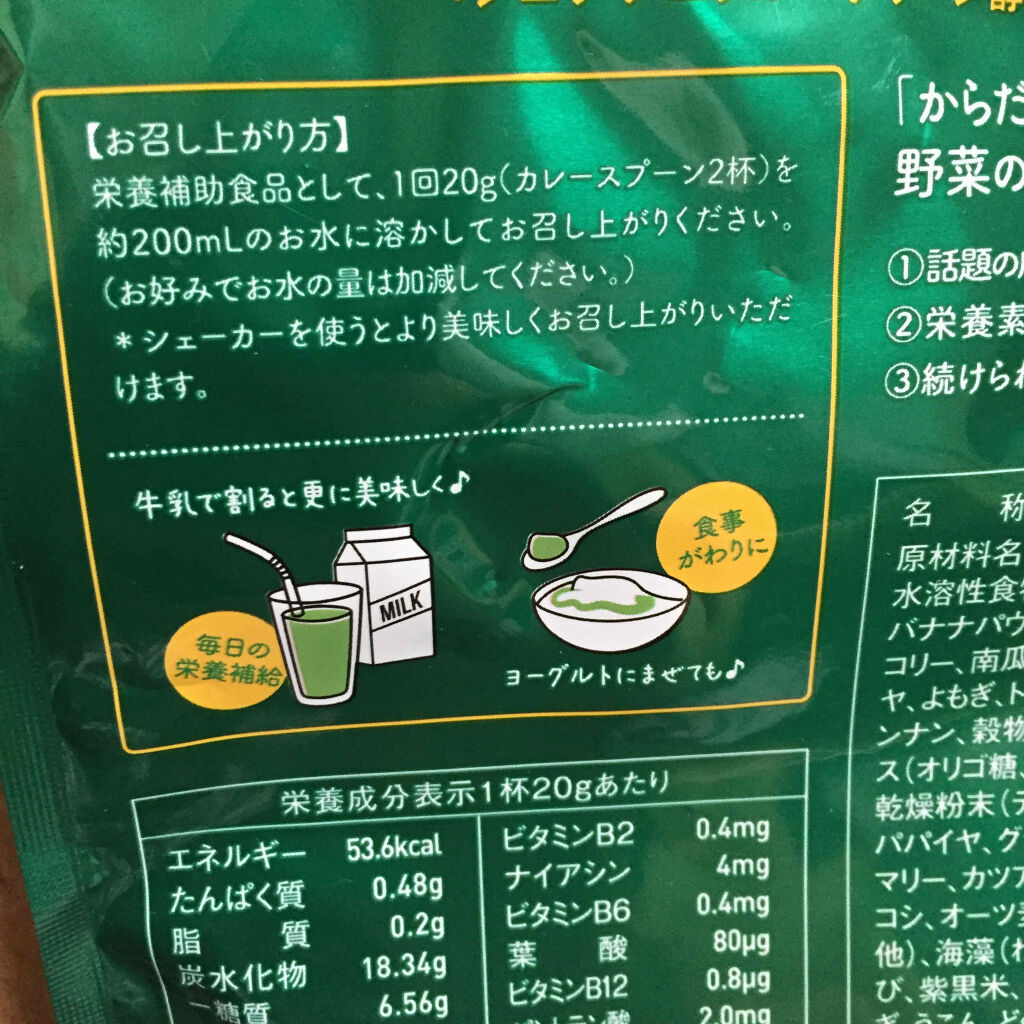 【お召し上がり方】
栄養補助食品として、1回20g(カレースプーン2杯)を
約200mLのお水に溶かしてお召し上がりください。
(お好みでお水の量は加減してください。)
*シェーカーを使うとより美味しくお召し上がりいただ
けます。
牛乳で割ると更に美味しく♪
MILK
毎日の
栄養補給
食事
がわりに
ヨーグルトにまぜても♪
栄養成分表示1杯20gあたり
エネルギー 53.6kcal
たんぱく質 0.48g
脂質 0.2g
炭水化物 18.34g
糖質 6.56g
ビタミンB2 0.4mg
ナイアシン 4mg
ビタミンB6 0.4mg
葉酸 80μg
ビタミンB12 0.8μg
2.0mg
「からだ
野菜の
①話題の
②栄養素
③続けられ
名称
原材料名
水溶性食
バナナパウ
コリー、南瓜
ヤ、よもぎ、ト
ンナン、穀物
ス(オリゴ糖、
乾燥粉末(
パパイヤ、グ
マリー、カツア
コシ、オーツ麦
他)、海藻(わ
び、紫黒米、